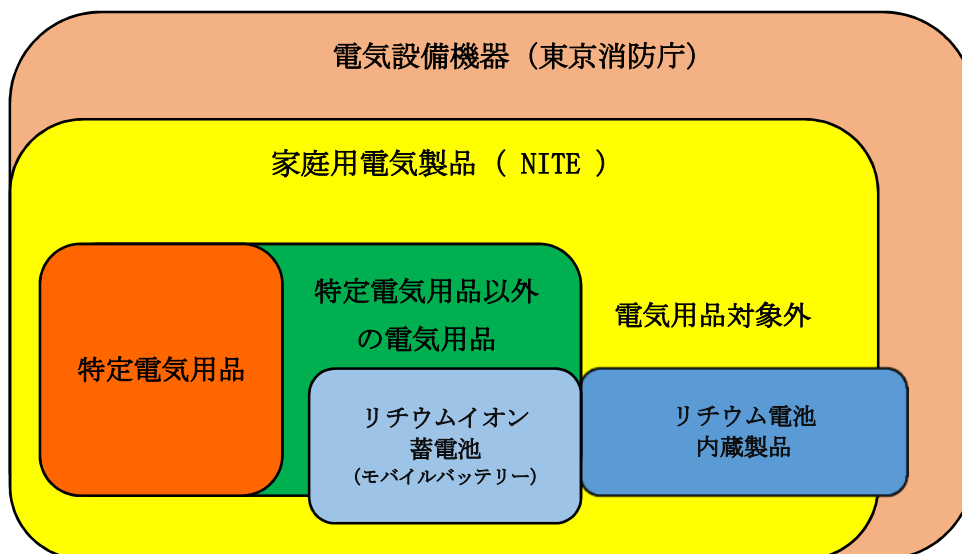 電気設備機器（東京消防庁）
家庭用電気製品（ NITE ）
特定電気用品以外
の電気用品
電気用品対象外
特定電気用品
リチウムイオン
蓄電池
（モバイルバッテリー）
リチウム電池
内蔵製品